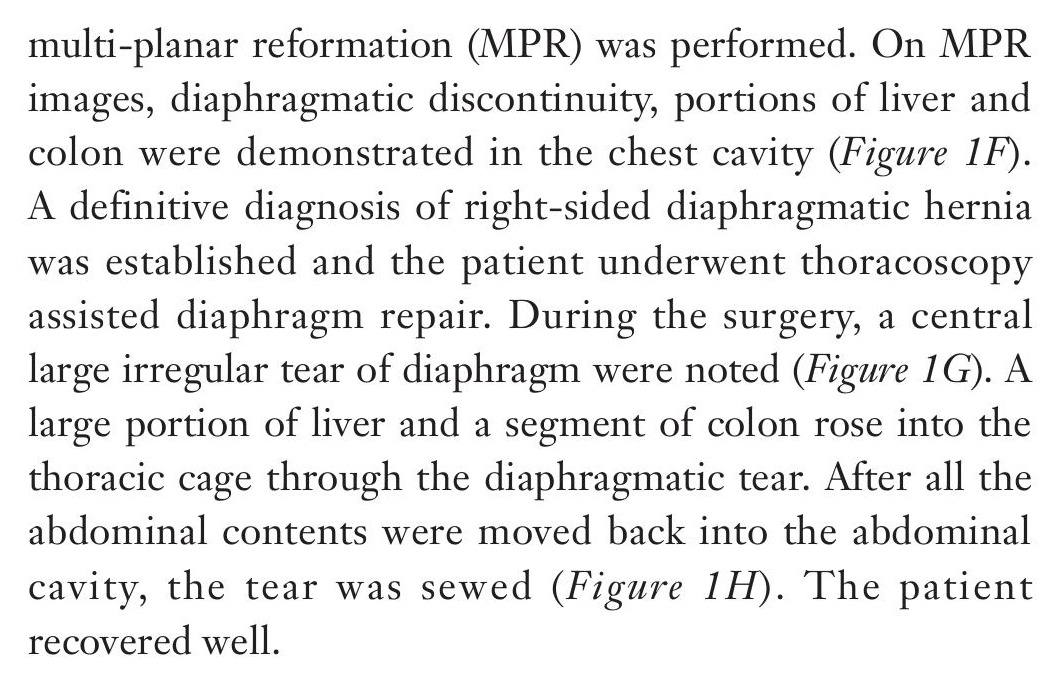 multi-planar reformation (MPR) was performed. On MPR
images, diaphragmatic discontinuity, portions of liver and
colon were demonstrated in the chest cavity (Figure 1F).
A definitive diagnosis of right-sided diaphragmatic hernia
was established and the patient underwent thoracoscopy
assisted diaphragm repair. During the surgery, a central
large irregular tear of diaphragm were noted (Figure 1G). A
large portion of liver and a segment of colon rose into the
thoracic cage through the diaphragmatic tear. After all the
abdominal contents were moved back into the abdominal
cavity, the tear was sewed (Figure 1H). The patient
recovered well.